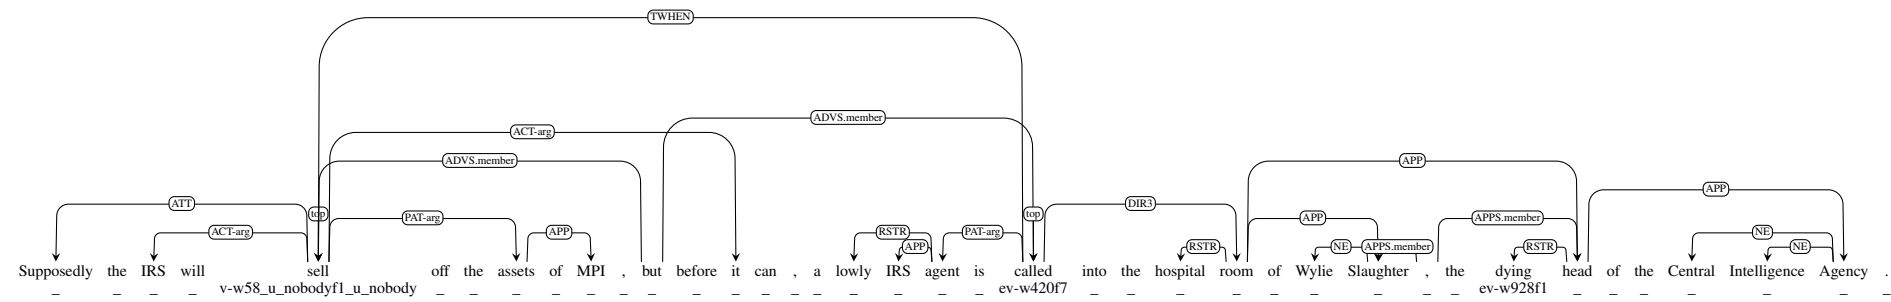 TWHEN
ADVS.member
ACT-arg
ADVS.member APP
ATT top DIR3 APP
PAT-arg top APP APPS.member
ACT-arg APP RSTR PAT-arg NE
APP RSTR NE APPS.member RSTR NE
Supposedly the IRS will sell off the assets of MPI , but before it can , a lowly IRS agent is called into the hospital room of Wylie Slaughter , the dying head of the Central Intelligence Agency .
_ _ _ _ v-w58_u_nobodyf1_u_nobody _ _ _ _ _ _ _ _ _ _ _ _ _ _ _ _ ev-w420f7 _ _ _ _ _ _ _ _ _ ev-w928f1 _ _ _ _ _ _ _